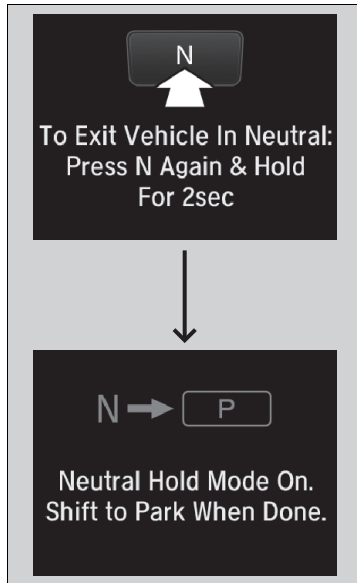 N
To Exit Vehicle In Neutral:
Press N Again & Hold
For 2sec
N P
Neutral Hold Mode On.
Shift to Park When Done.